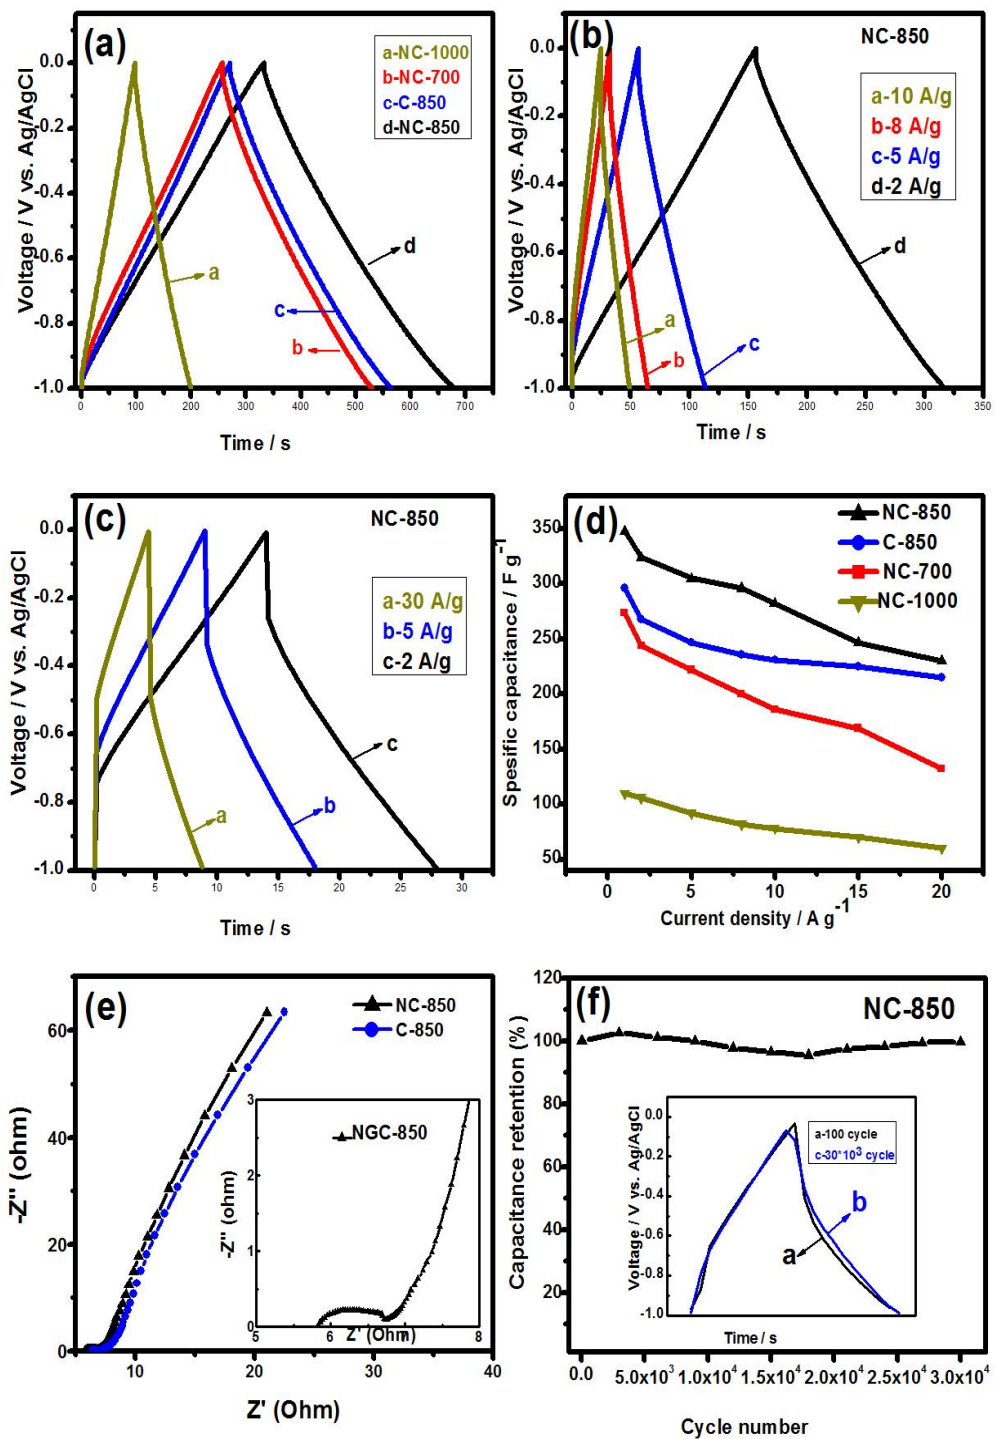 (a)
a-NC-1000
b-NC-700
c-C-850
d-NC-850
0.0
-0.2
-0.4
-0.6
-0.8
-1.0
Voltage / V vs. Ag/AgCl
a
b
c
d
0 100 200 300 400 500 600 700
Time / s
(b)
NC-850
a-10 A/g
b-8 A/g
c-5 A/g
d-2 A/g
0.0
-0.2
-0.4
-0.6
-0.8
-1.0
Voltage / V vs. Ag/AgCl
a
b
c
d
0 50 100 150 200 250 300 350
Time / s
(c)
NC-850
a-30 A/g
b-5 A/g
c-2 A/g
0.0
-0.2
-0.4
-0.6
-0.8
-1.0
Voltage / V vs. Ag/AgCl
a
b
c
0 5 10 15 20 25 30
Time / s
(d)
NC-850
C-850
NC-700
NC-1000
350
300
250
200
150
100
50
Spesific capacitance / F g-1
0 5 10 15 20
Current density / A g-1
(e)
NC-850
C-850
60
40
20
0
-Z'' (ohm)
NGC-850
3
2
1
0
-Z'' (ohm)
5 6 8
Z' (Ohm)
0 10 20 30 40
Z' (Ohm)
(f)
NC-850
120
100
80
60
40
20
Capacitance retention (%)
a-100 cycle
c-30*10³ cycle
0.0
-0.2
-0.4
-0.6
-0.8
-1.0
Voltage / V vs. Ag/AgCl
a
b
Time / s
0.0 5.0x10³ 1.0x10⁴ 1.5x10⁴ 2.0x10⁴ 2.5x10⁴ 3.0x10⁴
Cycle number